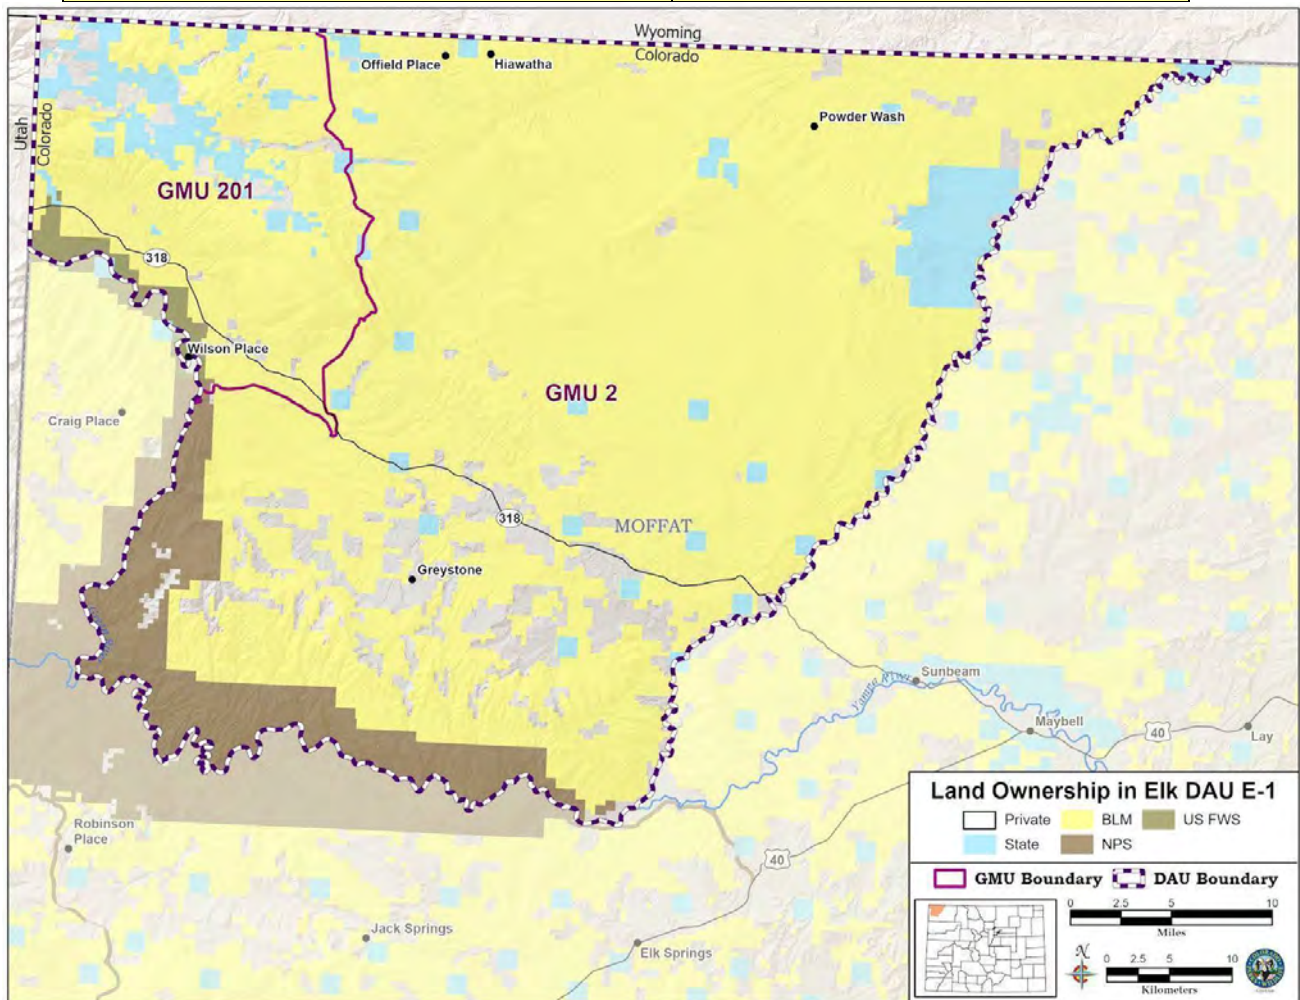 Wyoming
Colorado
Offield Place
Hiawatha
Powder Wash
Utah
Colorado
GMU 201
318
Wilson Place
GMU 2
Craig Place
318
MOFFAT
Greystone
Sunbeam
Yampa River
Maybell
40
Lay
Land Ownership in Elk DAU E-1
Private BLM US FWS
State NPS
GMU Boundary DAU Boundary
Robinson
Place
40
0 2.5 5 10
Miles
Jack Springs
Elk Springs
N
0 2.5 5 10
Kilometers